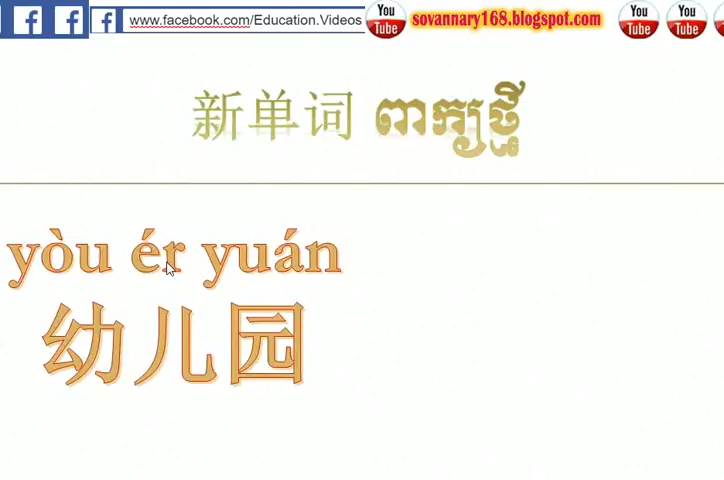 www.facebook.com/Education.Videos You Tube sovannary168.blogspot.com You Tube You Tube
新单词 ពាក្យថ្មី
yòu ér yuán
幼儿园